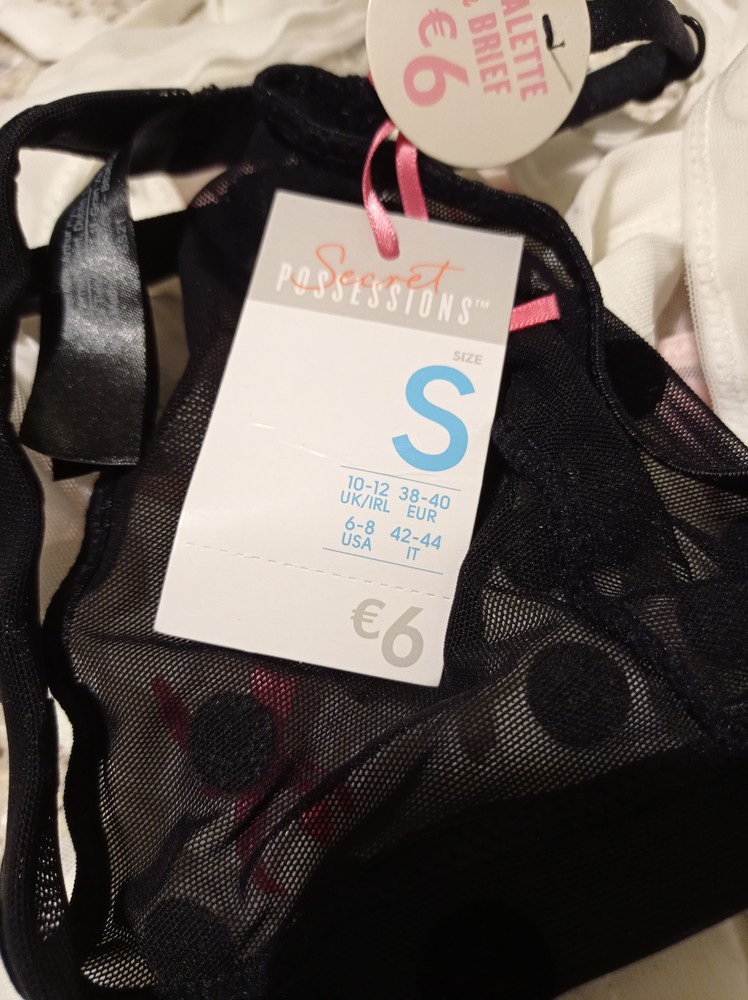 ALETTE
BRIEF
€6
Secret
POSSESSIONS™
SIZE
S
10-12 38-40
UK/IRL EUR
6-8 42-44
USA IT
€6